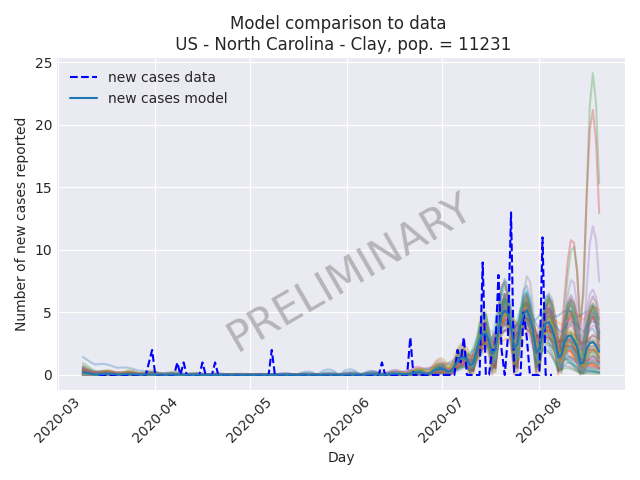 Model comparison to data
US - North Carolina - Clay, pop. = 11231
new cases data
new cases model
Number of new cases reported
25
20
15
10
5
0
PRELIMINARY
2020-03
2020-04
2020-05
2020-06
2020-07
2020-08
Day